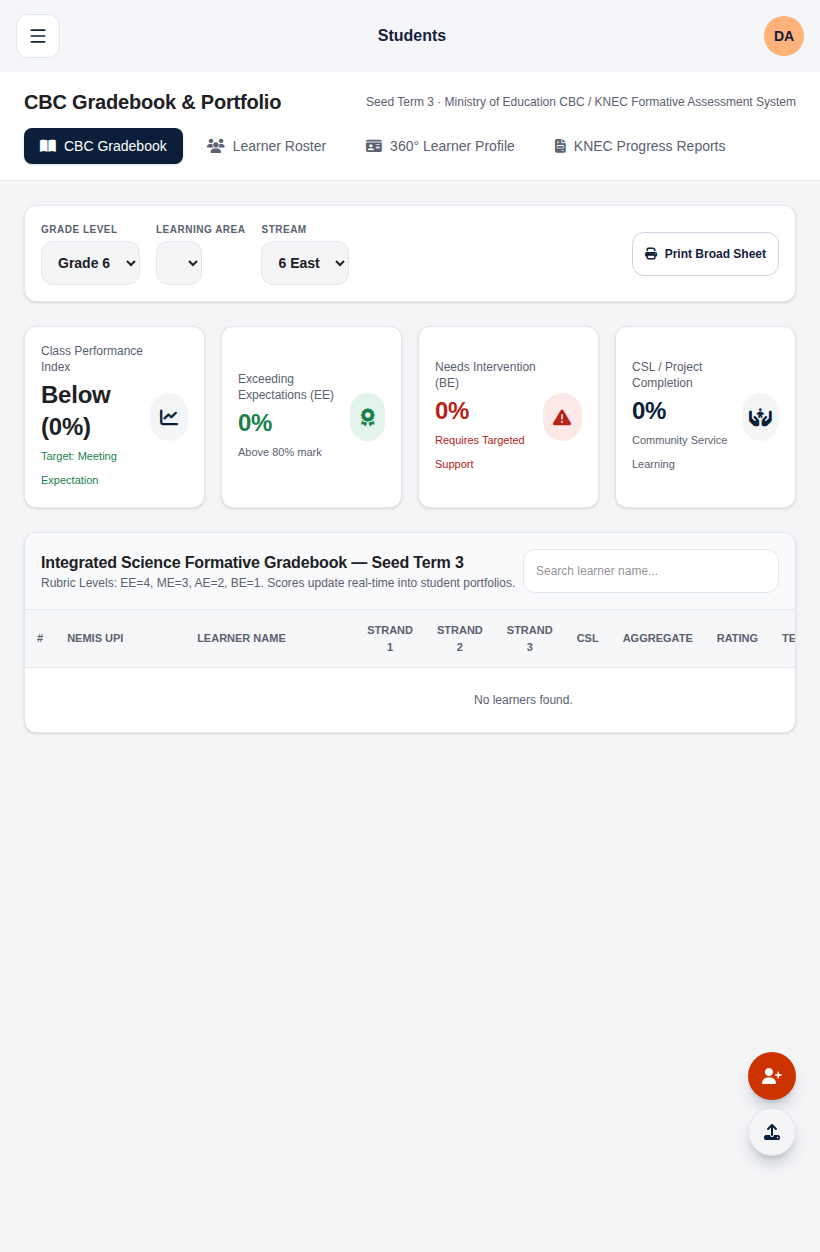 Students
DA
CBC Gradebook & Portfolio
Seed Term 3 · Ministry of Education CBC / KNEC Formative Assessment System
CBC Gradebook
Learner Roster
360° Learner Profile
KNEC Progress Reports
GRADE LEVEL
LEARNING AREA
STREAM
Grade 6
6 East
Print Broad Sheet
Class Performance
Index
Below
(0%)
Target: Meeting
Expectation
Exceeding
Expectations (EE)
0%
Above 80% mark
Needs Intervention
(BE)
0%
Requires Targeted
Support
CSL / Project
Completion
0%
Community Service
Learning
Integrated Science Formative Gradebook — Seed Term 3
Rubric Levels: EE=4, ME=3, AE=2, BE=1. Scores update real-time into student portfolios.
Search learner name...
# NEMIS UPI LEARNER NAME STRAND 1 STRAND 2 STRAND 3 CSL AGGREGATE RATING TE
No learners found.